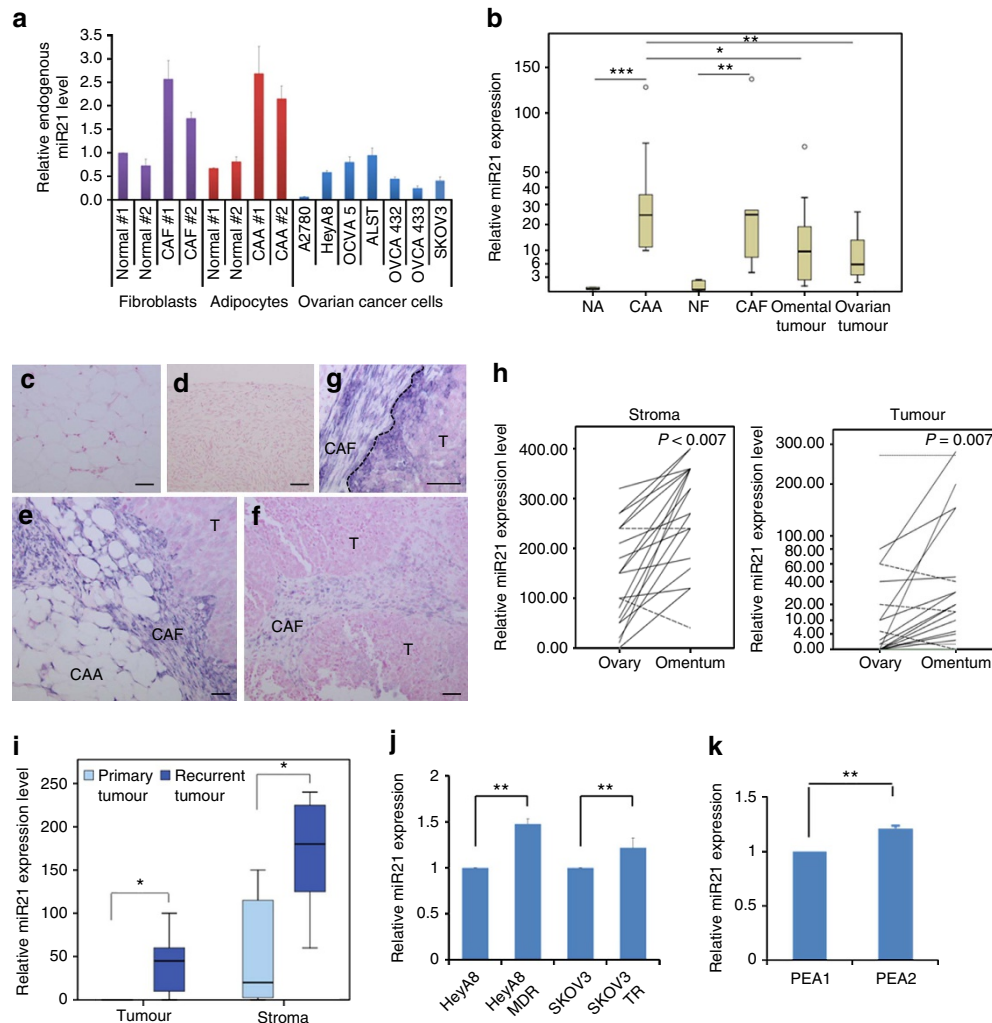 a
Relative endogenous
miR21 level
3.5
3.0
2.5
2.0
1.5
1.0
0.5
0.0
Normal #1
Normal #2
CAF #1
CAF #2
Normal #1
Normal #2
CAA #1
CAA #2
A2780
HeyA8
OCVA 5
ALST
OVCA 432
OVCA 433
SKOV3
Fibroblasts
Adipocytes
Ovarian cancer cells
b
Relative miR21 expression
150
100
50
40
30
20
10
6
3
***
**
*
**
NA
CAA
NF
CAF
Omental
tumour
Ovarian
tumour
c
d
g
CAF
T
e
T
CAF
CAA
f
T
CAF
T
h
Stroma
P < 0.007
Relative miR21 expression level
400.00
300.00
200.00
100.00
0.00
Ovary
Omentum
Tumour
P = 0.007
Relative miR21 expression level
300.00
200.00
100.00
80.00
60.00
40.00
20.00
10.00
4.00
0.00
Ovary
Omentum
i
Relative miR21 expression level
250
200
150
100
50
0
Primary
tumour
Recurrent
tumour
*
*
Tumour
Stroma
j
Relative miR21 expression
2
1.5
1
0.5
0
**
**
HeyA8
HeyA8
MDR
SKOV3
SKOV3
TR
k
Relative miR21 expression
1.5
1
0.5
0
**
PEA1
PEA2